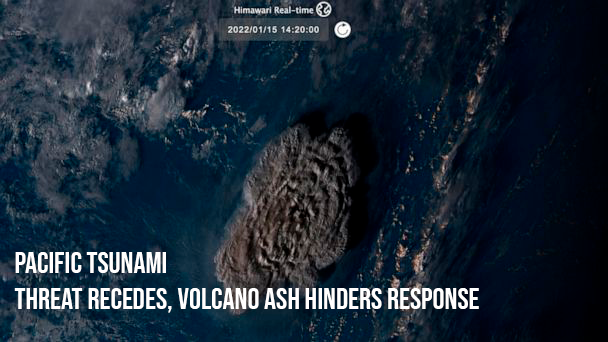 Himawari Real-time
2022/01/15 14:20:00
PACIFIC TSUNAMI
THREAT RECEDES, VOLCANO ASH HINDERS RESPONSE